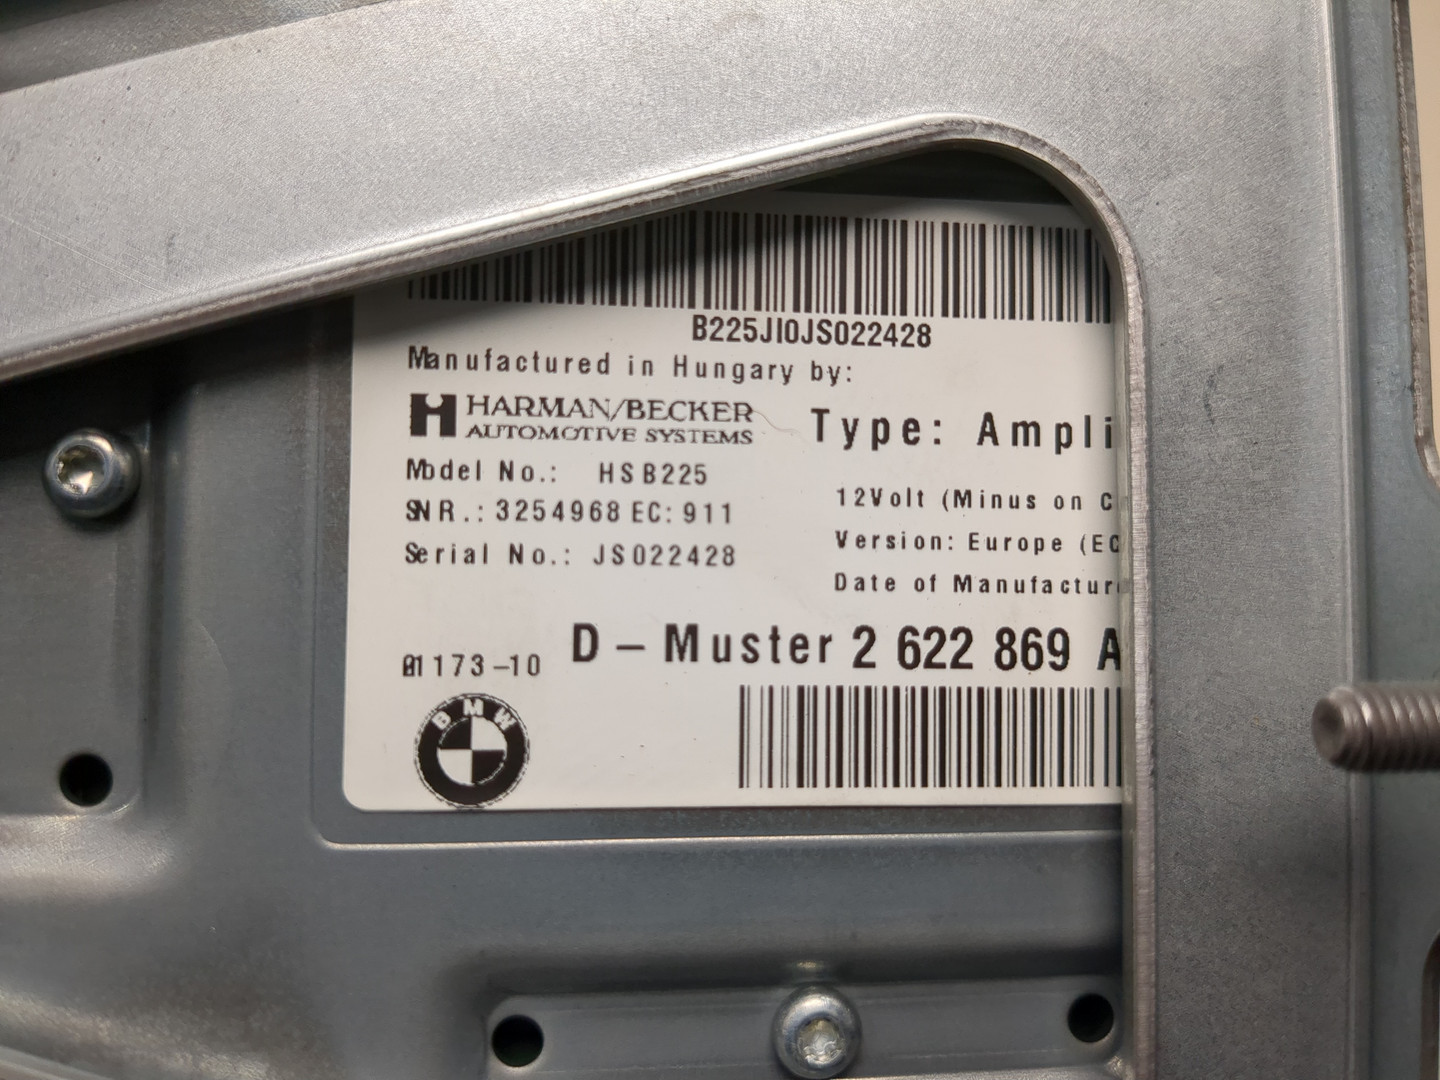 B225JI0JS022428
Manufactured in Hungary by:
HARMAN/BECKER
AUTOMOTIVE SYSTEMS
Type: Ampli
Model No.: HSB225
12Volt (Minus on C
SNR.: 3254968 EC: 911
Version: Europe (EC
Serial No.: JS022428
Date of Manufactur
D - Muster 2 622 869 A
1173-10
BMW